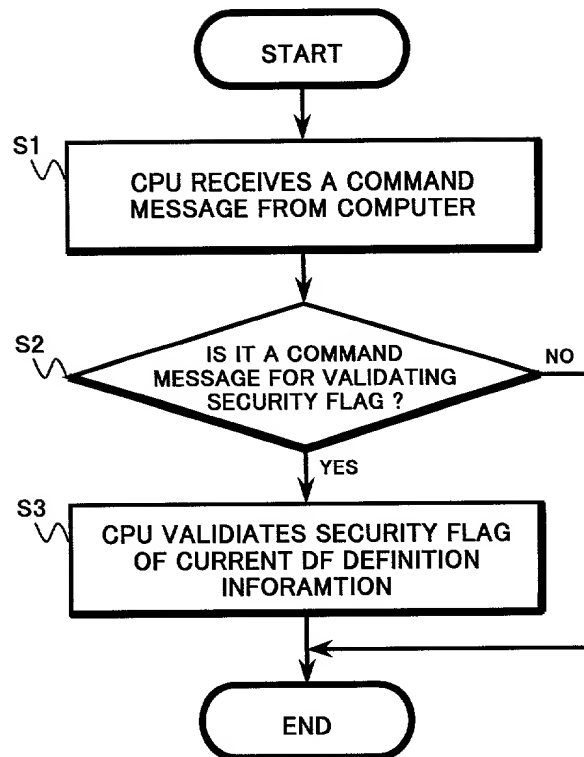 START
S1
CPU RECEIVES A COMMAND
MESSAGE FROM COMPUTER
S2
IS IT A COMMAND
MESSAGE FOR VALIDATING
SECURITY FLAG ?
NO
YES
S3
CPU VALIDIATES SECURITY FLAG
OF CURRENT DF DEFINITION
INFORAMTION
END